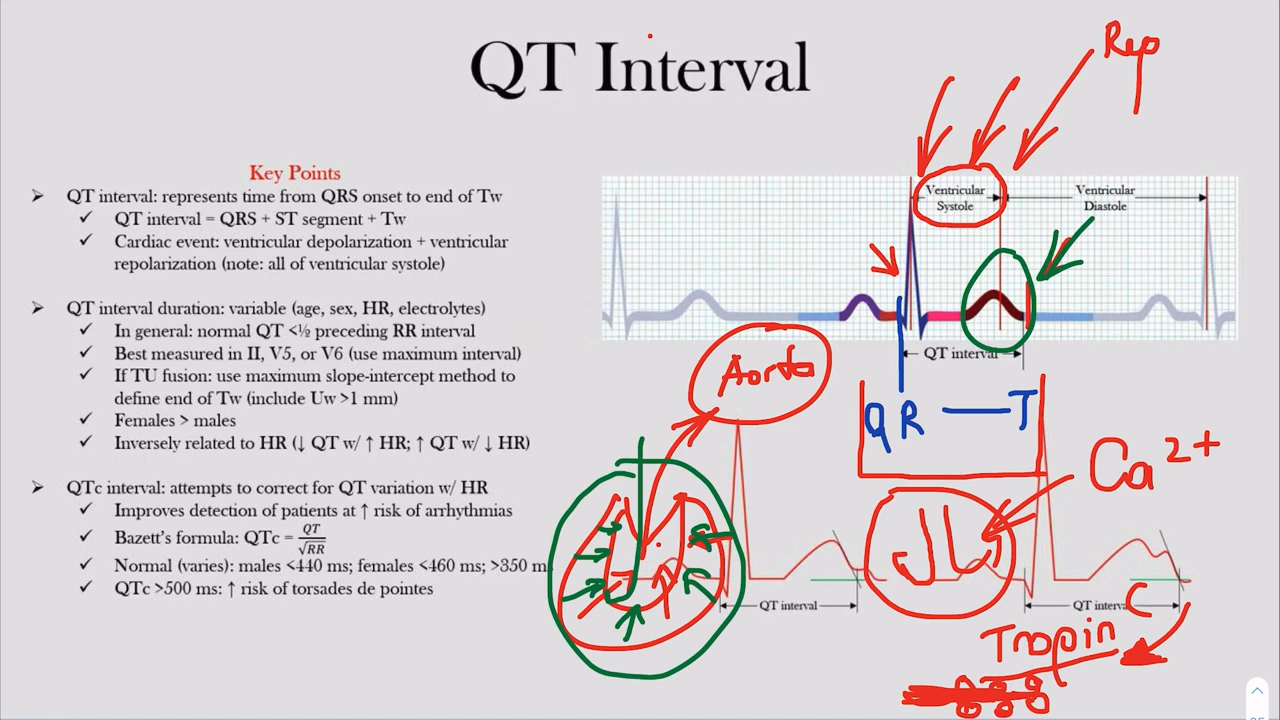 QT Interval
Rep
Key Points
QT interval: represents time from QRS onset to end of Tw
QT interval = QRS + ST segment + Tw
Cardiac event: ventricular depolarization + ventricular
repolarization (note: all of ventricular systole)
QT interval duration: variable (age, sex, HR, electrolytes)
In general: normal QT <½ preceding RR interval
Best measured in II, V5, or V6 (use maximum interval)
If TU fusion: use maximum slope-intercept method to
define end of Tw (include Uw >1 mm)
Females > males
Inversely related to HR (↓ QT w/ ↑ HR; ↑ QT w/ ↓ HR)
QTc interval: attempts to correct for QT variation w/ HR
Improves detection of patients at ↑ risk of arrhythmias
Bazett's formula: QTc = QT/√RR
Normal (varies): males <440 ms; females <460 ms; >350 m
QTc >500 ms: ↑ risk of torsades de pointes
Ventricular
Systole
Ventricular
Diastole
QT interval
Aorta
QR — T
Ca2+
QT interval
QT interva
C
Tropin